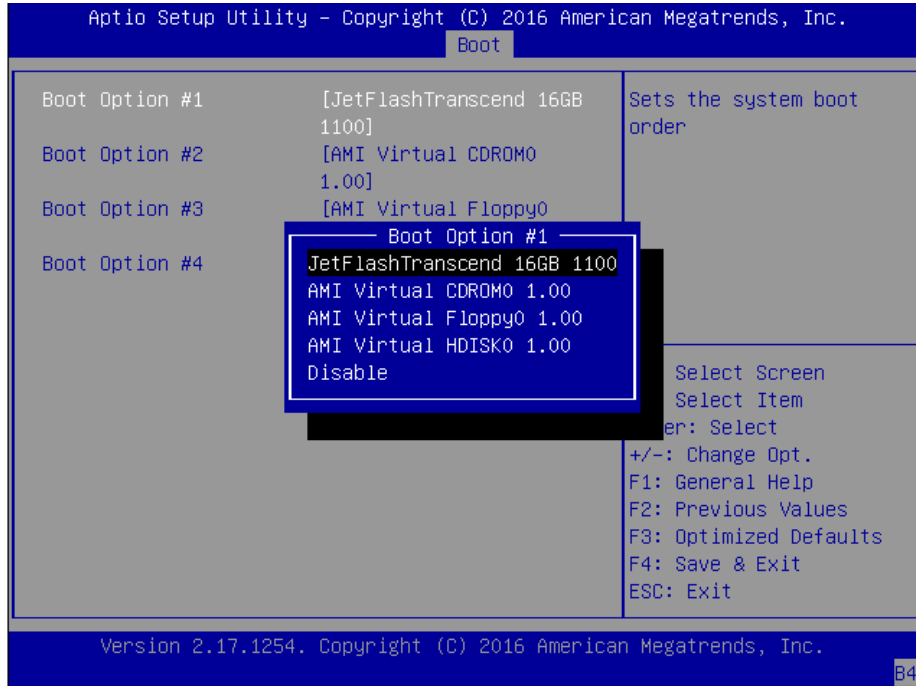 Aptio Setup Utility – Copyright (C) 2016 American Megatrends, Inc.
Boot
Boot Option #1 [JetFlashTranscend 16GB
1100]
Boot Option #2 [AMI Virtual CDROM0
1.00]
Boot Option #3 [AMI Virtual Floppy0
Boot Option #4
Boot Option #1
JetFlashTranscend 16GB 1100
AMI Virtual CDROM0 1.00
AMI Virtual Floppy0 1.00
AMI Virtual HDISK0 1.00
Disable
Sets the system boot
order
Select Screen
Select Item
er: Select
+/-: Change Opt.
F1: General Help
F2: Previous Values
F3: Optimized Defaults
F4: Save & Exit
ESC: Exit
Version 2.17.1254. Copyright (C) 2016 American Megatrends, Inc.
B4